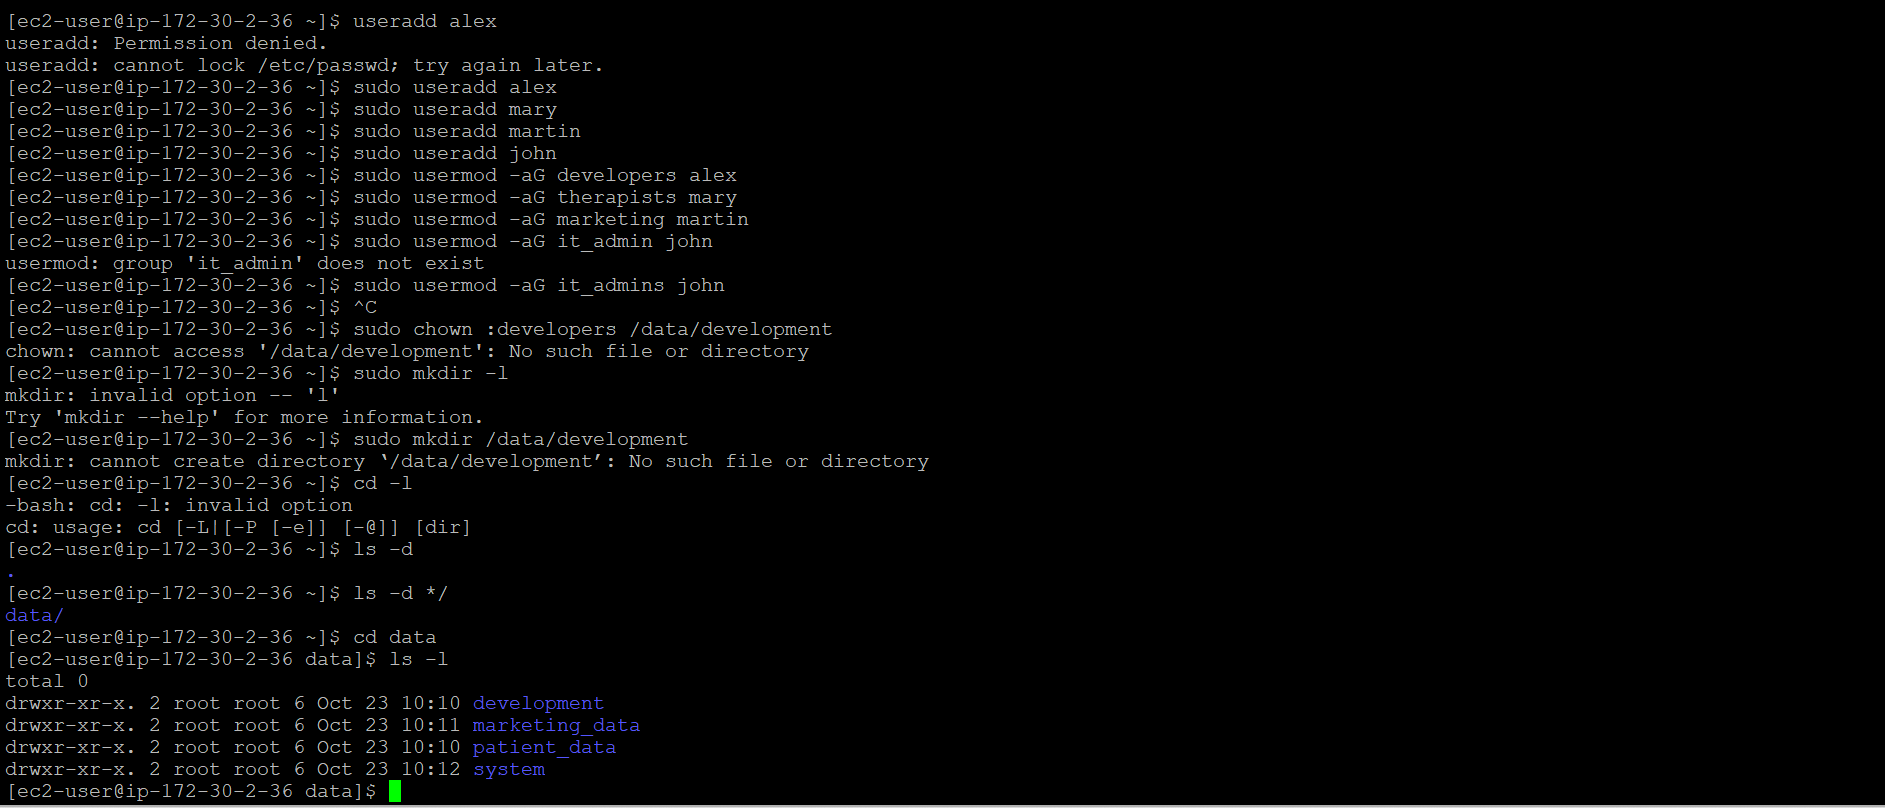 [ec2-user@ip-172-30-2-36 ~]$ useradd alex
useradd: Permission denied.
useradd: cannot lock /etc/passwd; try again later.
[ec2-user@ip-172-30-2-36 ~]$ sudo useradd alex
[ec2-user@ip-172-30-2-36 ~]$ sudo useradd mary
[ec2-user@ip-172-30-2-36 ~]$ sudo useradd martin
[ec2-user@ip-172-30-2-36 ~]$ sudo useradd john
[ec2-user@ip-172-30-2-36 ~]$ sudo usermod -aG developers alex
[ec2-user@ip-172-30-2-36 ~]$ sudo usermod -aG therapists mary
[ec2-user@ip-172-30-2-36 ~]$ sudo usermod -aG marketing martin
[ec2-user@ip-172-30-2-36 ~]$ sudo usermod -aG it_admin john
usermod: group 'it_admin' does not exist
[ec2-user@ip-172-30-2-36 ~]$ sudo usermod -aG it_admins john
[ec2-user@ip-172-30-2-36 ~]$ ^C
[ec2-user@ip-172-30-2-36 ~]$ sudo chown :developers /data/development
chown: cannot access '/data/development': No such file or directory
[ec2-user@ip-172-30-2-36 ~]$ sudo mkdir -l
mkdir: invalid option -- 'l'
Try 'mkdir --help' for more information.
[ec2-user@ip-172-30-2-36 ~]$ sudo mkdir /data/development
mkdir: cannot create directory ‘/data/development’: No such file or directory
[ec2-user@ip-172-30-2-36 ~]$ cd -l
-bash: cd: -l: invalid option
cd: usage: cd [-L|[-P [-e]] [-@]] [dir]
[ec2-user@ip-172-30-2-36 ~]$ ls -d
.
[ec2-user@ip-172-30-2-36 ~]$ ls -d */
data/
[ec2-user@ip-172-30-2-36 ~]$ cd data
[ec2-user@ip-172-30-2-36 data]$ ls -l
total 0
drwxr-xr-x. 2 root root 6 Oct 23 10:10 development
drwxr-xr-x. 2 root root 6 Oct 23 10:11 marketing_data
drwxr-xr-x. 2 root root 6 Oct 23 10:10 patient_data
drwxr-xr-x. 2 root root 6 Oct 23 10:12 system
[ec2-user@ip-172-30-2-36 data]$